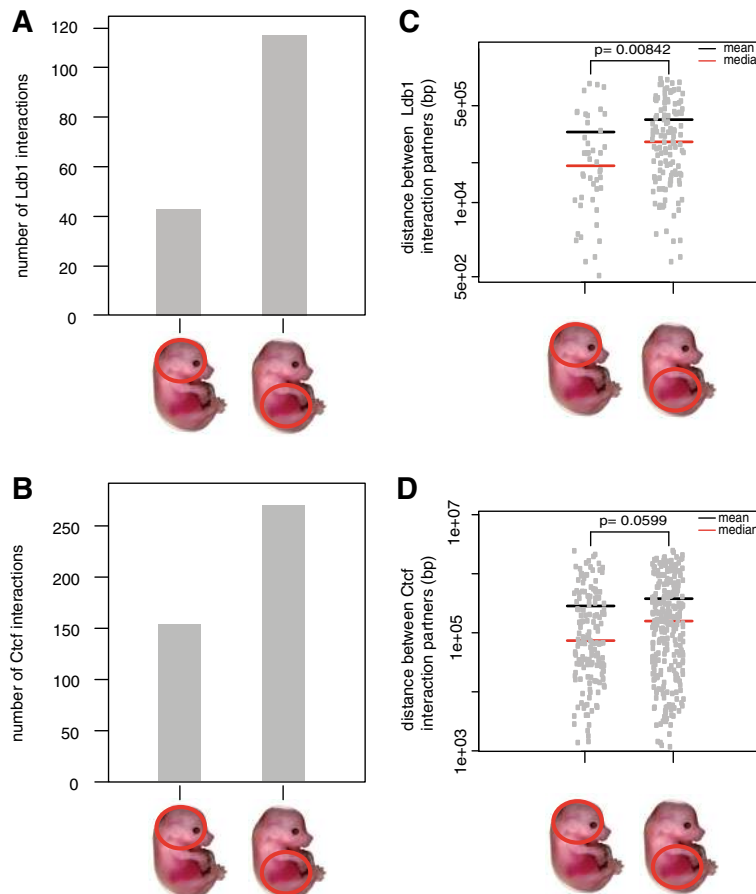 A
number of Ldb1 interactions
120
100
80
60
40
20
0
C
p= 0.00842
mean
media
distance between Ldb1
interaction partners (bp)
5e+05
1e+04
5e+02
B
number of Ctcf interactions
250
200
150
100
50
0
D
p= 0.0599
mean
median
distance between Ctcf
interaction partners (bp)
1e+07
1e+05
1e+03